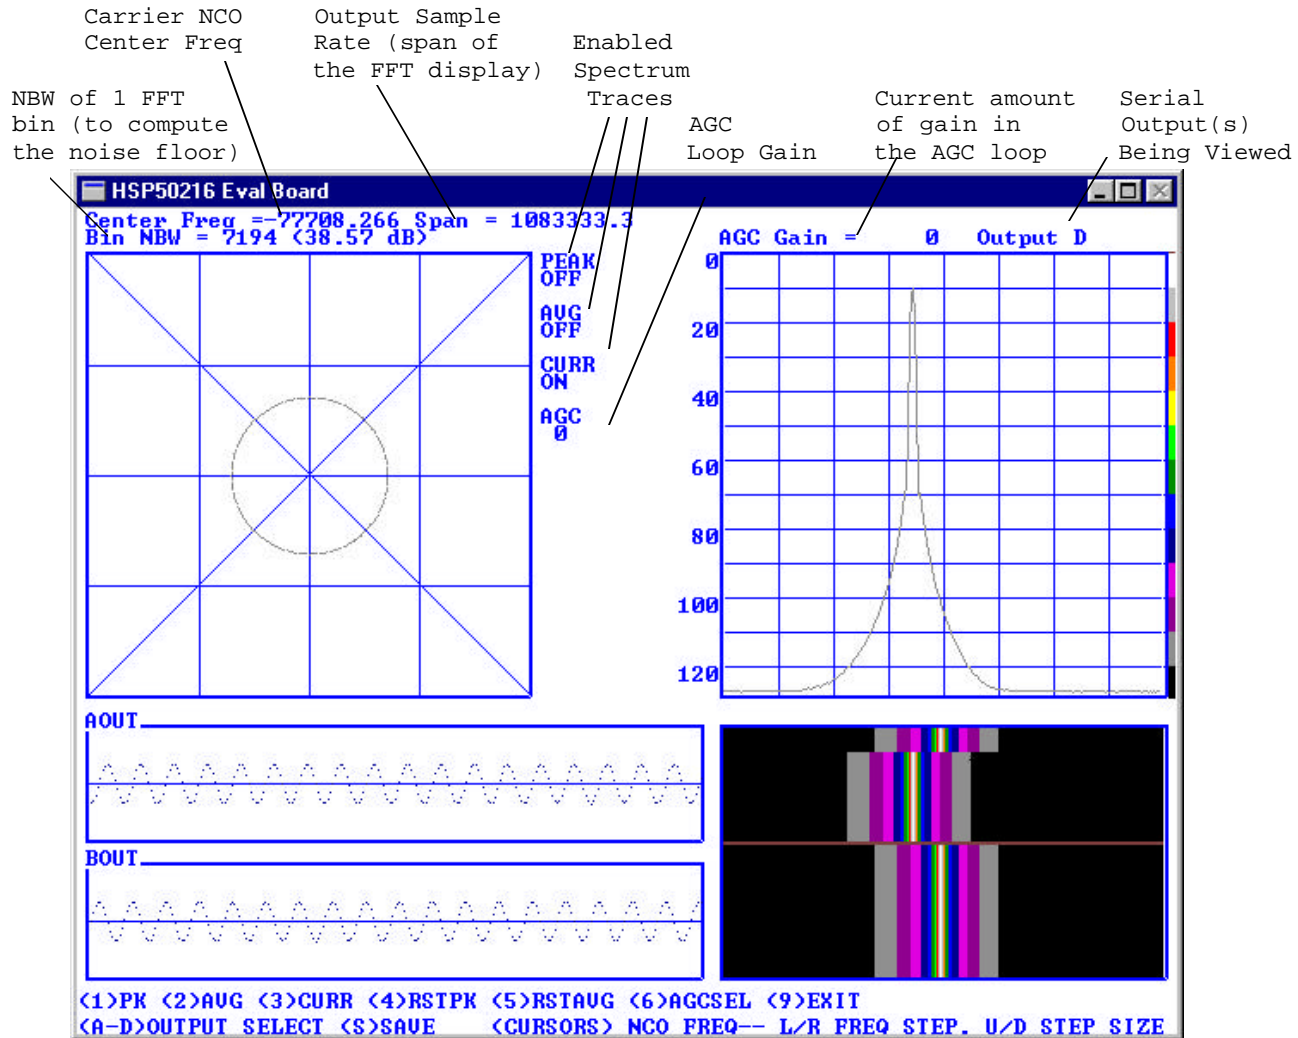 Carrier NCO
Center Freq
Output Sample
Rate (span of
the FFT display)
Enabled
Spectrum
Traces
NBW of 1 FFT
bin (to compute
the noise floor)
AGC
Loop Gain
Current amount
of gain in
the AGC loop
Serial
Output(s)
Being Viewed
HSP50216 Eval Board
Center Freq =-77708.266 Span = 1083333.3
Bin NBW = 7194 (38.57 dB)
AGC Gain = 0 Output D
PEAK
OFF
AVG
OFF
CURR
ON
AGC
0
0
20
40
60
80
100
120
AOUT
BOUT
<1>PK <2>AVG <3>CURR <4>RSTPK <5>RSTAVG <6>AGCSEL <9>EXIT
<A-D>OUTPUT SELECT <S>SAVE <CURSORS> NCO FREQ-- L/R FREQ STEP. U/D STEP SIZE